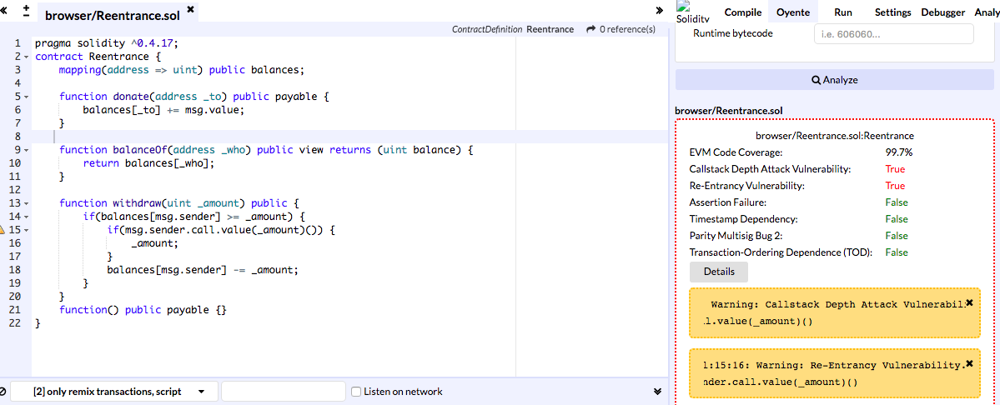 browser/Reentrance.sol
ContractDefinition Reentrance 0 reference(s)
1 pragma solidity ^0.4.17;
2 contract Reentrance {
3 mapping(address => uint) public balances;
4
5 function donate(address _to) public payable {
6 balances[_to] += msg.value;
7 }
8
9 function balanceOf(address _who) public view returns (uint balance) {
10 return balances[_who];
11 }
12
13 function withdraw(uint _amount) public {
14 if(balances[msg.sender] >= _amount) {
15 if(msg.sender.call.value(_amount)()) {
16 _amount;
17 }
18 balances[msg.sender] -= _amount;
19 }
20 }
21 function() public payable {}
22 }
[2] only remix transactions, script
Listen on network
Solidity
Compile Oyente Run Settings Debugger Analy
Runtime bytecode i.e. 606060...
Analyze
browser/Reentrance.sol
browser/Reentrance.sol:Reentrance
EVM Code Coverage: 99.7%
Callstack Depth Attack Vulnerability: True
Re-Entrancy Vulnerability: True
Assertion Failure: False
Timestamp Dependency: False
Parity Multisig Bug 2: False
Transaction-Ordering Dependence (TOD): False
Details
Warning: Callstack Depth Attack Vulnerabil
l.value(_amount)()
1:15:16: Warning: Re-Entrancy Vulnerability.
nder.call.value(_amount)()